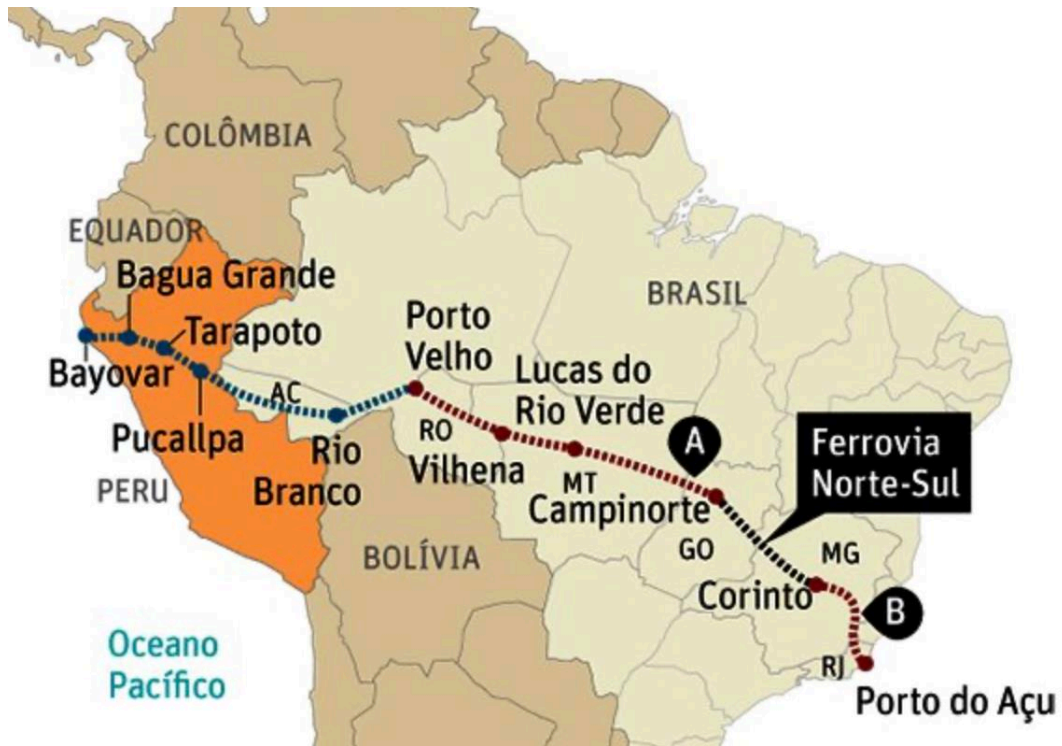 COLÔMBIA
EQUADOR
Bagua Grande
BRASIL
Porto
Velho
Tarapoto
Bayovar
Lucas do
Rio Verde
AC
Pucallpa
RO
A
Ferrovia
Norte-Sul
Rio
Branco
Vilhena
MT
PERU
Campinorte
GO
MG
BOLÍVIA
Corinto
B
Oceano
Pacífico
RJ
Porto do Açu